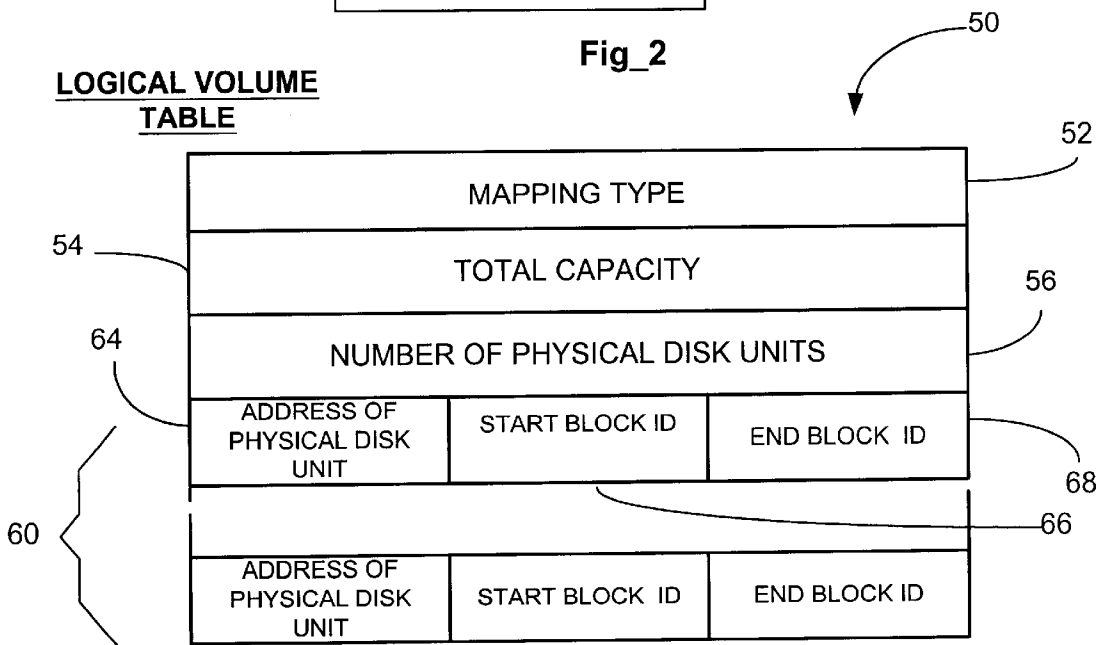 50
Fig_2
LOGICAL VOLUME
TABLE
52
MAPPING TYPE
54
TOTAL CAPACITY
56
NUMBER OF PHYSICAL DISK UNITS
64
ADDRESS OF
PHYSICAL DISK
UNIT
START BLOCK ID
END BLOCK ID
68
66
60
ADDRESS OF
PHYSICAL DISK
UNIT
START BLOCK ID
END BLOCK ID